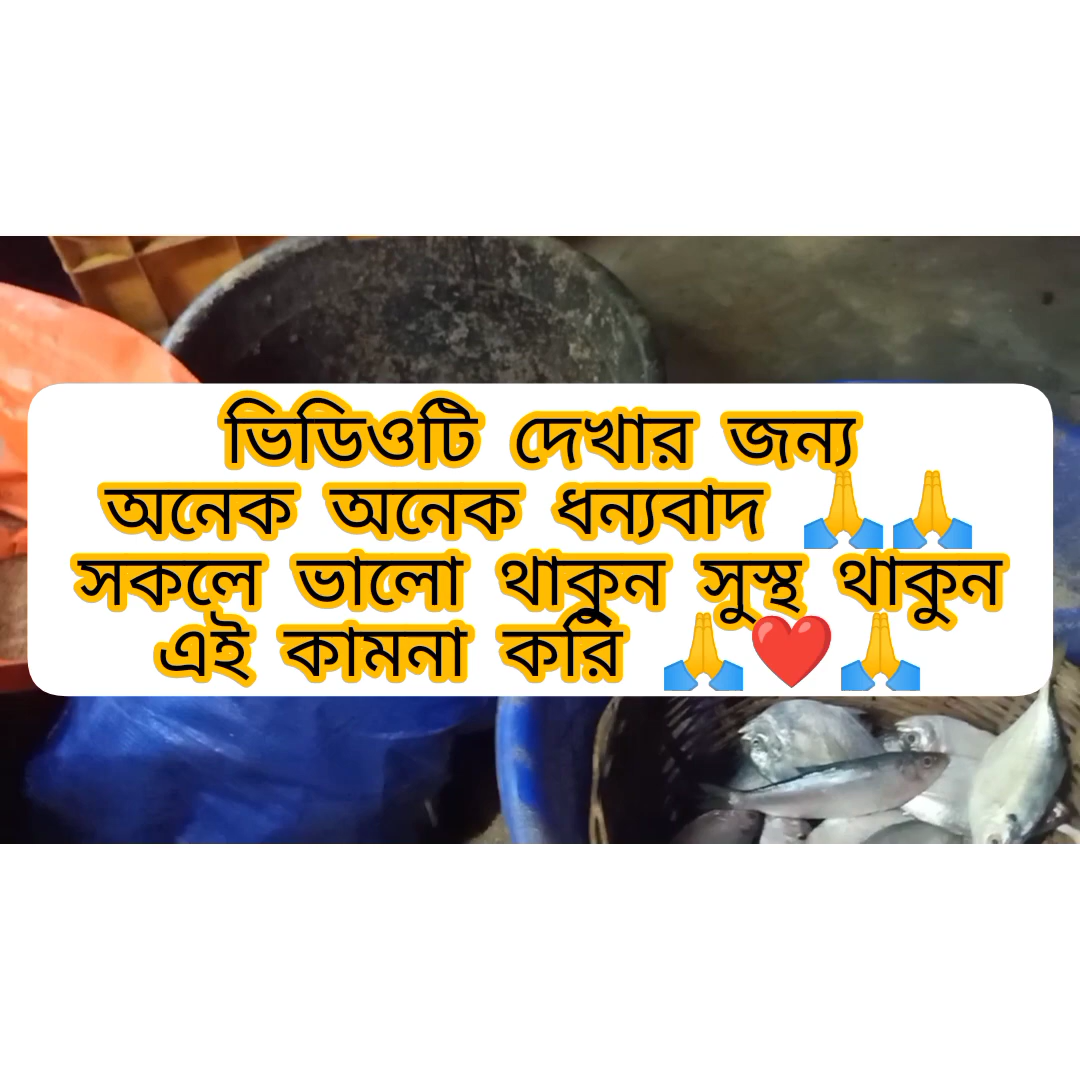 ভিডিওটি দেখার জন্য
অনেক অনেক ধন্যবাদ 🙏🙏
সকলে ভালো থাকুন সুস্থ থাকুন
এই কামনা করি 🙏❤️🙏